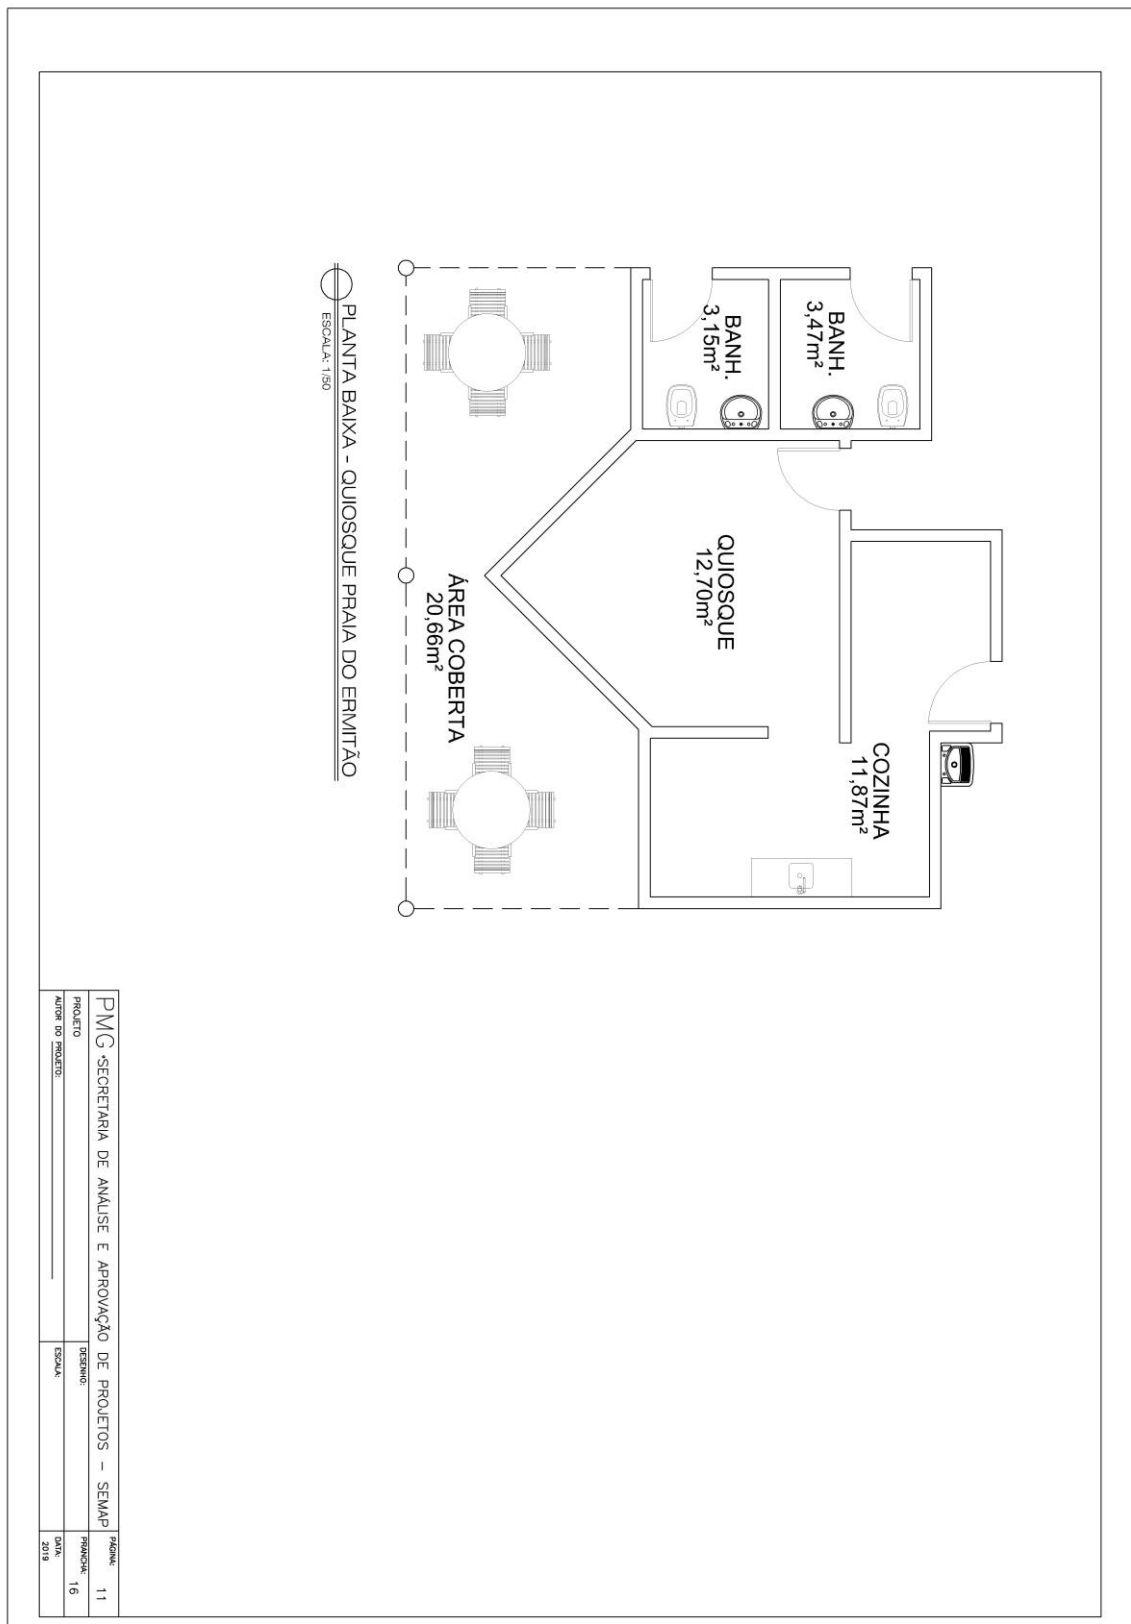 BANH.
3,47m²
BANH.
3,15m²
QUIOSQUE
12,70m²
COZINHA
11,87m²
ÁREA COBERTA
20,66m²
PLANTA BAIXA - QUIOSQUE PRAIA DO ERMITÃO
ESCALA: 1/50
PMG •SECRETARIA DE ANÁLISE E APROVAÇÃO DE PROJETOS – SEMAP
PÁGINA: 11
PROJETO
DESENHO:
PRANCHA: 16
AUTOR DO PROJETO:
ESCALA:
DATA:
2019